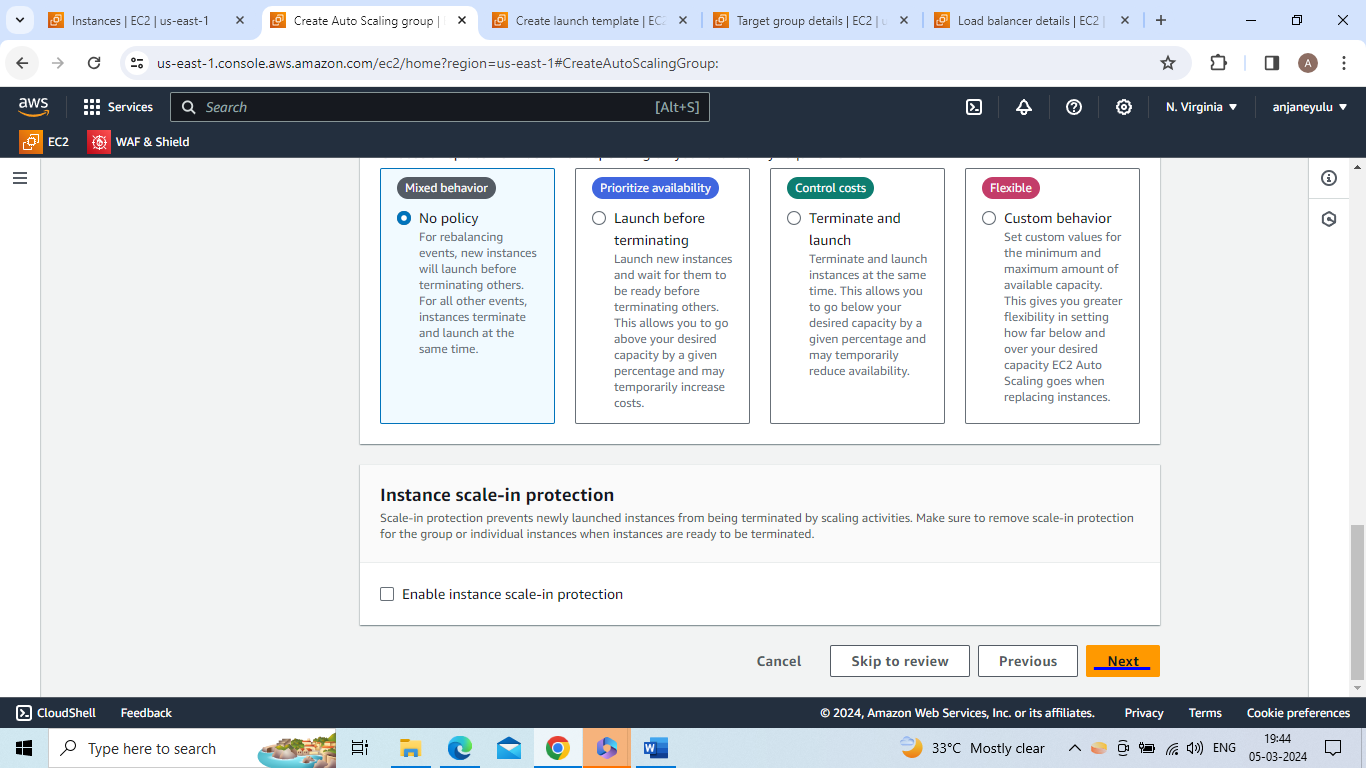 Instances | EC2 | us-east-1
Create Auto Scaling group |
Create launch template | EC2
Target group details | EC2 | u
Load balancer details | EC2 |
us-east-1.console.aws.amazon.com/ec2/home?region=us-east-1#CreateAutoScalingGroup:
A
aws
Services
Search
[Alt+S]
N. Virginia
anjaneyulu
EC2
WAF & Shield
Mixed behavior
No policy
For rebalancing
events, new instances
will launch before
terminating others.
For all other events,
instances terminate
and launch at the
same time.
Prioritize availability
Launch before
terminating
Launch new instances
and wait for them to
be ready before
terminating others.
This allows you to go
above your desired
capacity by a given
percentage and may
temporarily increase
costs.
Control costs
Terminate and
launch
Terminate and launch
instances at the same
time. This allows you
to go below your
desired capacity by a
given percentage and
may temporarily
reduce availability.
Flexible
Custom behavior
Set custom values for
the minimum and
maximum amount of
available capacity.
This gives you greater
flexibility in setting
how far below and
over your desired
capacity EC2 Auto
Scaling goes when
replacing instances.
Instance scale-in protection
Scale-in protection prevents newly launched instances from being terminated by scaling activities. Make sure to remove scale-in protection
for the group or individual instances when instances are ready to be terminated.
Enable instance scale-in protection
Cancel
Skip to review
Previous
Next
CloudShell
Feedback
© 2024, Amazon Web Services, Inc. or its affiliates.
Privacy
Terms
Cookie preferences
Type here to search
33°C Mostly clear
ENG
19:44
05-03-2024